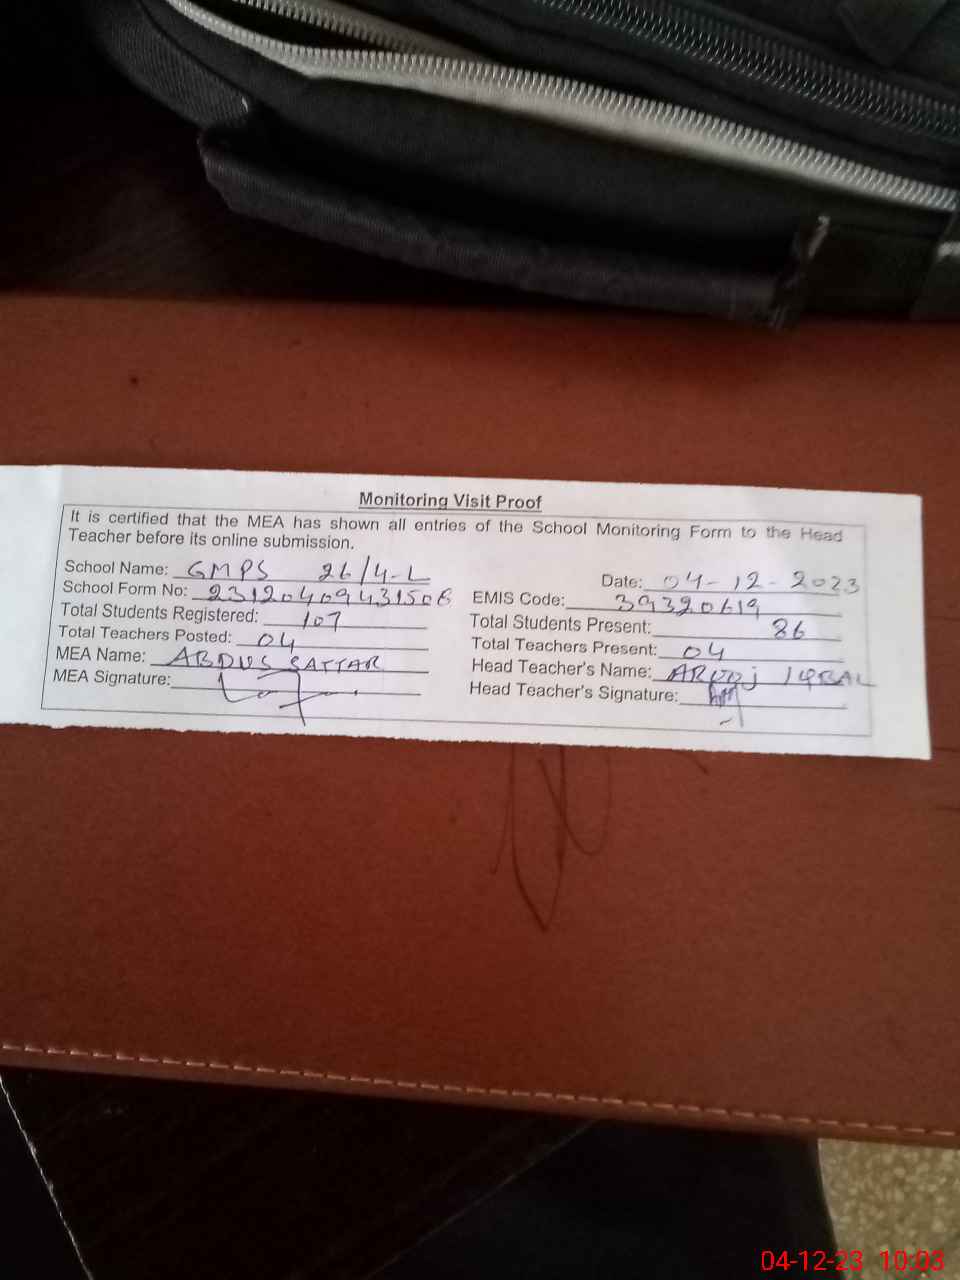 Monitoring Visit Proof
It is certified that the MEA has shown all entries of the School Monitoring Form to the Head
Teacher before its online submission.
School Name: GMPS 26/4-L
Date: 04-12-2023
School Form No: 23120409431508
EMIS Code: 39320619
Total Students Registered: 107
Total Students Present: 86
Total Teachers Posted: 04
Total Teachers Present: 04
MEA Name: ABDUS SATTAR
Head Teacher's Name: AROOJ IQBAL
MEA Signature:
Head Teacher's Signature:
04-12-23 10:03